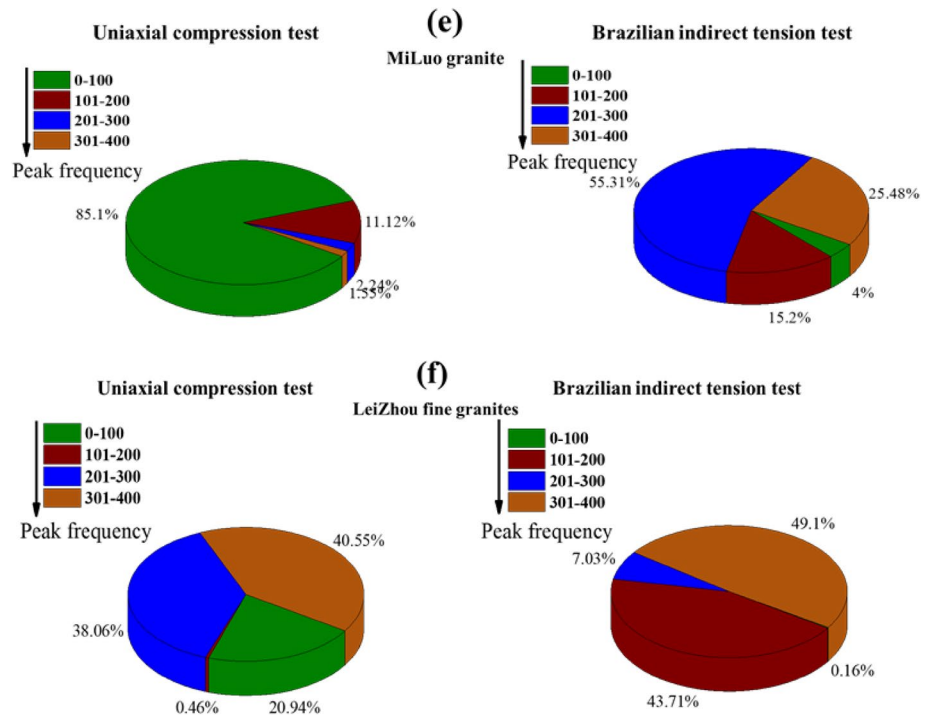 (e)
Uniaxial compression test
Brazilian indirect tension test
MiLuo granite
0-100
101-200
201-300
301-400
Peak frequency
85.1%
11.12%
2.24%
1.55%
0-100
101-200
201-300
301-400
Peak frequency
55.31%
25.48%
4%
15.2%
(f)
Uniaxial compression test
Brazilian indirect tension test
LeiZhou fine granites
0-100
101-200
201-300
301-400
Peak frequency
40.55%
38.06%
0.46%
20.94%
0-100
101-200
201-300
301-400
Peak frequency
49.1%
7.03%
0.16%
43.71%